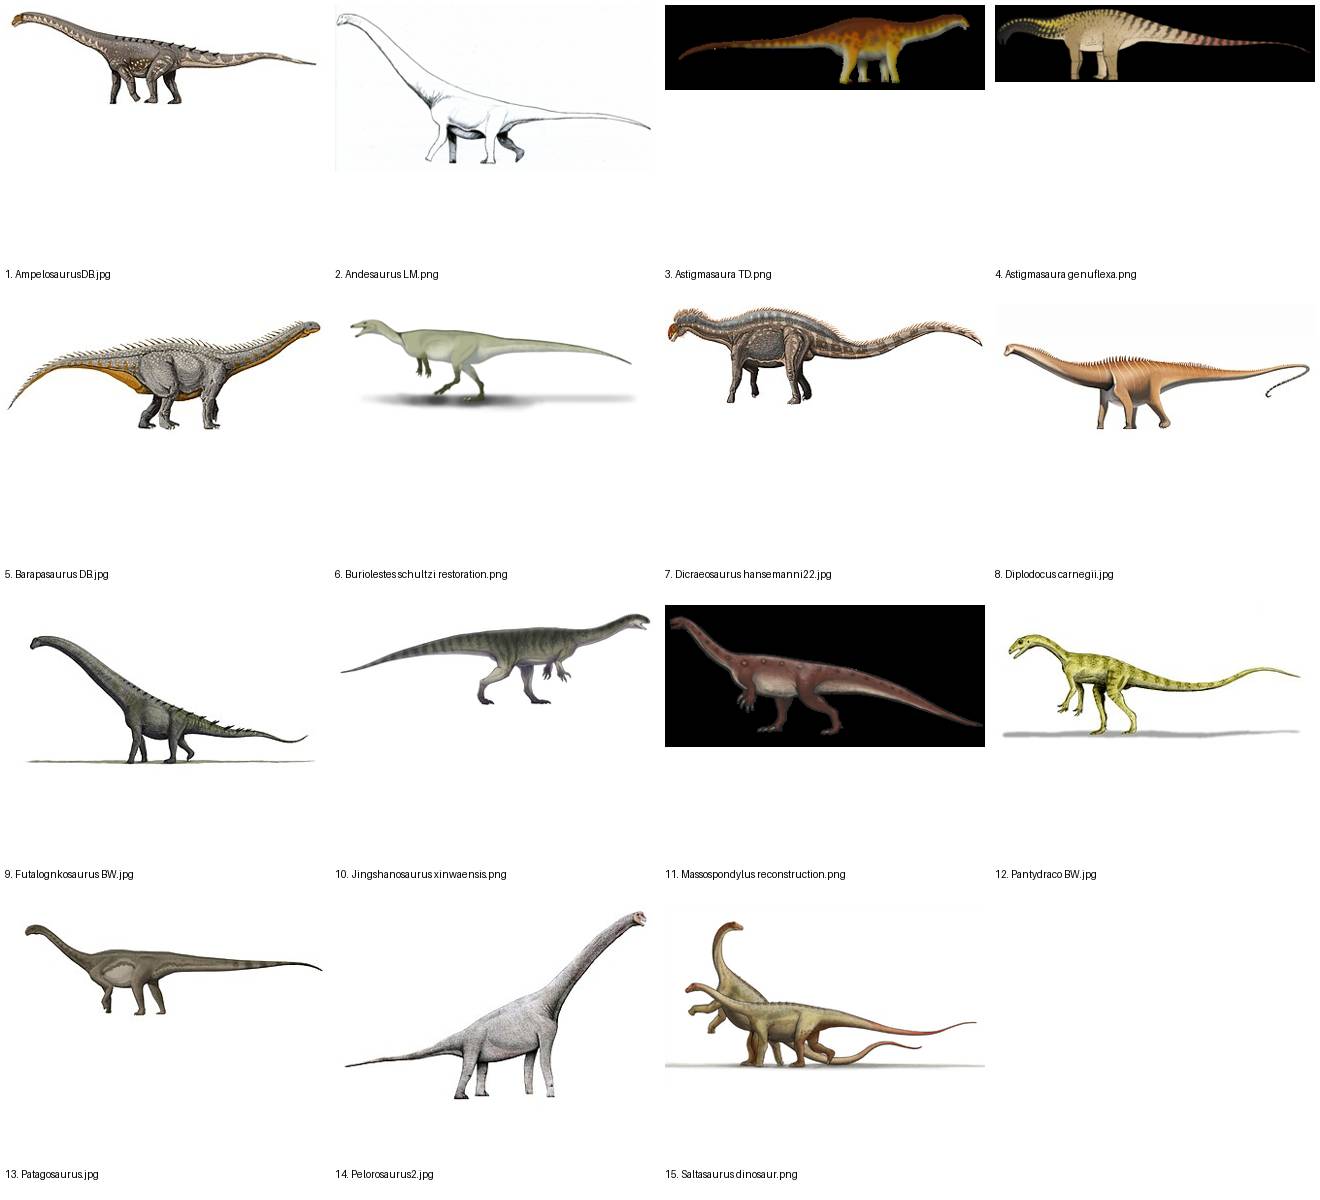 1. AmpelosaurusDB.jpg
2. Andesaurus LM.png
3. Astigmasaura TD.png
4. Astigmasaura genuflexa.png
5. Barapasaurus DB.jpg
6. Buriolestes schultzi restoration.png
7. Dicraeosaurus hansemanni22.jpg
8. Diplodocus carnegii.jpg
9. Futalognkosaurus BW.jpg
10. Jingshanosaurus xinwaensis.png
11. Massospondylus reconstruction.png
12. Pantydraco BW.jpg
13. Patagosaurus.jpg
14. Pelorosaurus2.jpg
15. Saltasaurus dinosaur.png